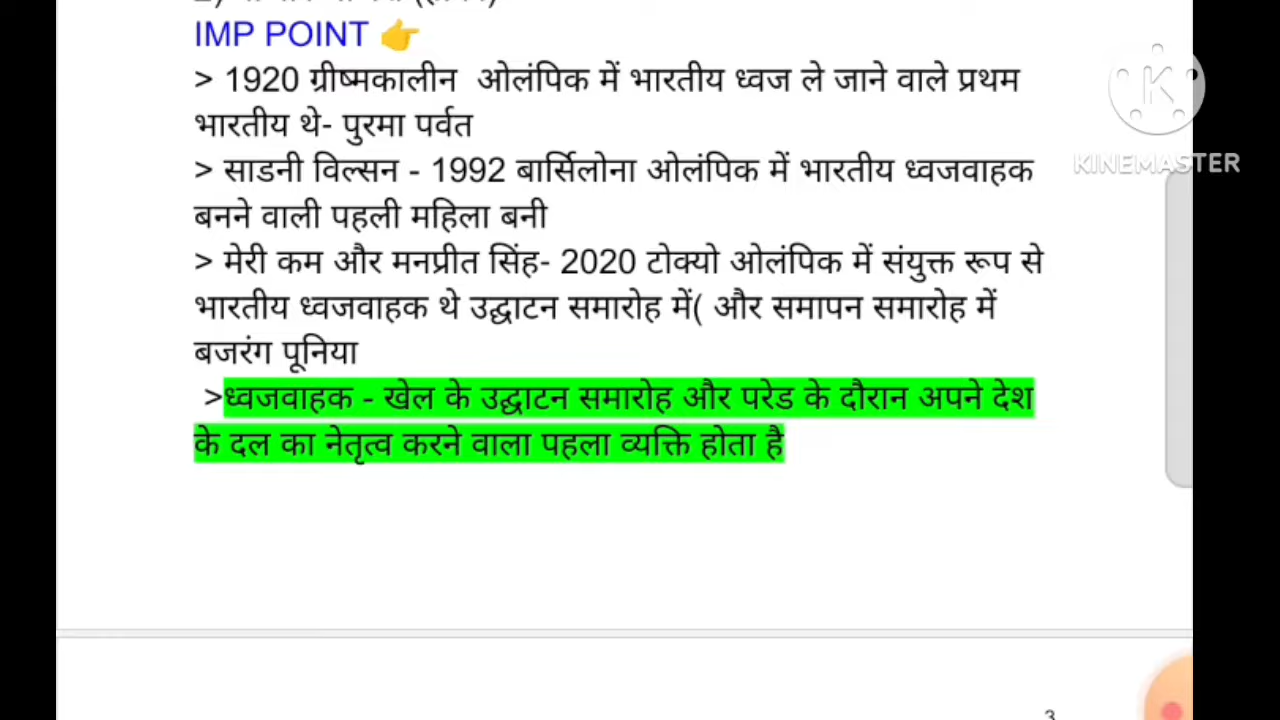 IMP POINT 👉
> 1920 ग्रीष्मकालीन ओलंपिक में भारतीय ध्वज ले जाने वाले प्रथम
भारतीय थे- पुरमा पर्वत
> साडनी विल्सन - 1992 बार्सिलोना ओलंपिक में भारतीय ध्वजवाहक
बनने वाली पहली महिला बनी
> मेरी कम और मनप्रीत सिंह- 2020 टोक्यो ओलंपिक में संयुक्त रूप से
भारतीय ध्वजवाहक थे उद्घाटन समारोह में( और समापन समारोह में
बजरंग पूनिया
>ध्वजवाहक - खेल के उद्घाटन समारोह और परेड के दौरान अपने देश
के दल का नेतृत्व करने वाला पहला व्यक्ति होता है
K
KINEMASTER
3